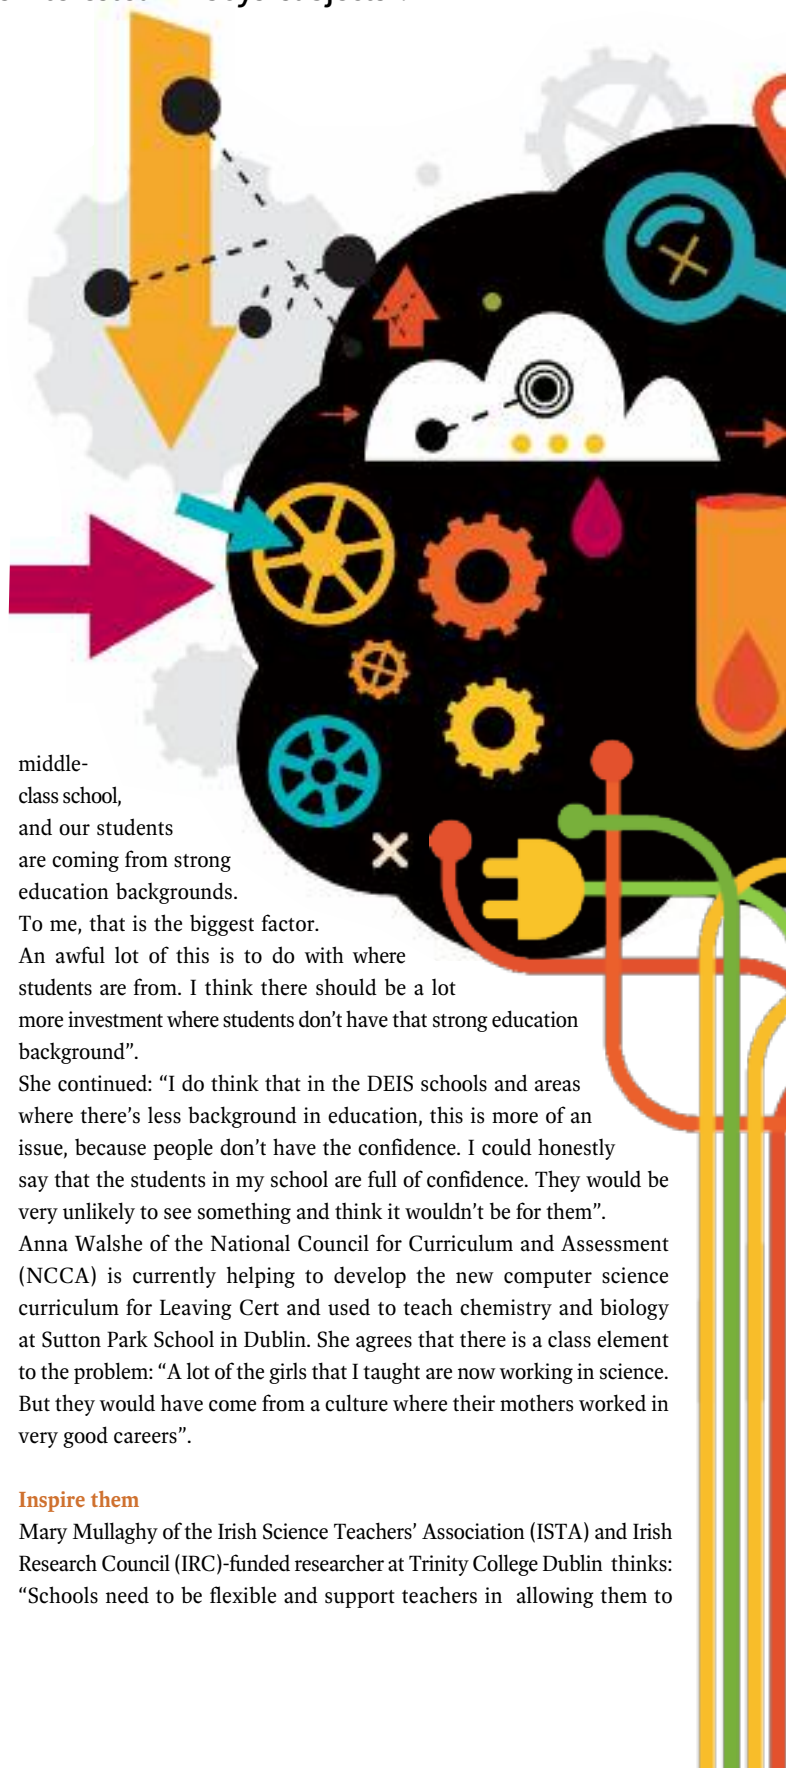 middle-
class school,
and our students
are coming from strong
education backgrounds.
To me, that is the biggest factor.
An awful lot of this is to do with where
students are from. I think there should be a lot
more investment where students don’t have that strong education
background”.
She continued: “I do think that in the DEIS schools and areas
where there’s less background in education, this is more of an
issue, because people don’t have the confidence. I could honestly
say that the students in my school are full of confidence. They would be
very unlikely to see something and think it wouldn’t be for them”.
Anna Walshe of the National Council for Curriculum and Assessment
(NCCA) is currently helping to develop the new computer science
curriculum for Leaving Cert and used to teach chemistry and biology
at Sutton Park School in Dublin. She agrees that there is a class element
to the problem: “A lot of the girls that I taught are now working in science.
But they would have come from a culture where their mothers worked in
very good careers”.
Inspire them
Mary Mullaghy of the Irish Science Teachers’ Association (ISTA) and Irish
Research Council (IRC)-funded researcher at Trinity College Dublin thinks:
“Schools need to be flexible and support teachers in allowing them to